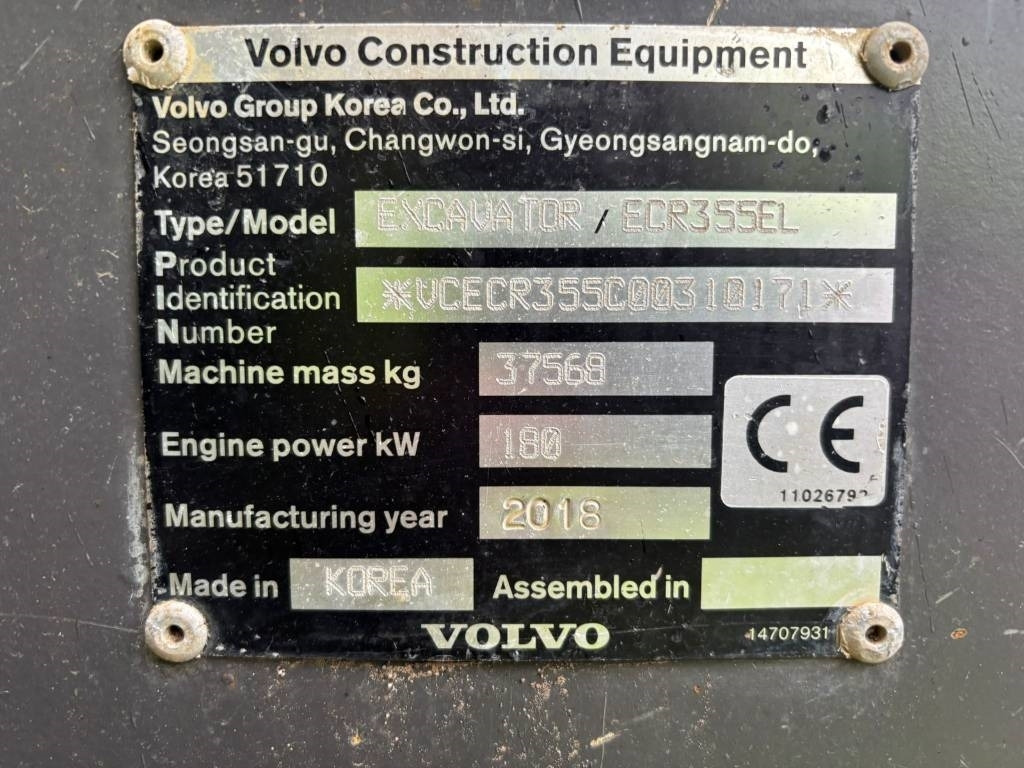 Volvo Construction Equipment
Volvo Group Korea Co., Ltd.
Seongsan-gu, Changwon-si, Gyeongsangnam-do,
Korea 51710
Type/Model EXCAVATOR / ECR355EL
Product
Identification *VCECR355C00310171*
Number
Machine mass kg 37568
Engine power kW 180
CE
Manufacturing year 2018
Made in KOREA Assembled in
VOLVO 14707931